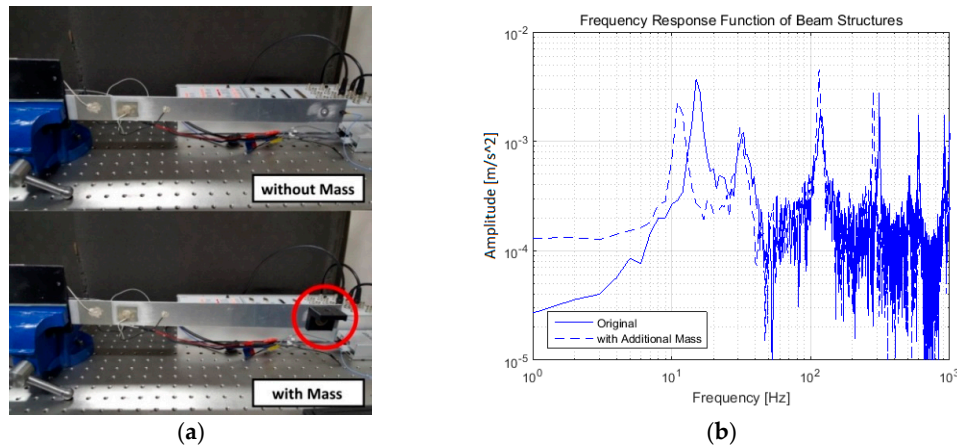 without Mass
with Mass
(a)
Frequency Response Function of Beam Structures
Amplitude [m/s^2]
10^-2
10^-3
10^-4
10^-5
Original
with Additional Mass
10^0
10^1
10^2
10^3
Frequency [Hz]
(b)